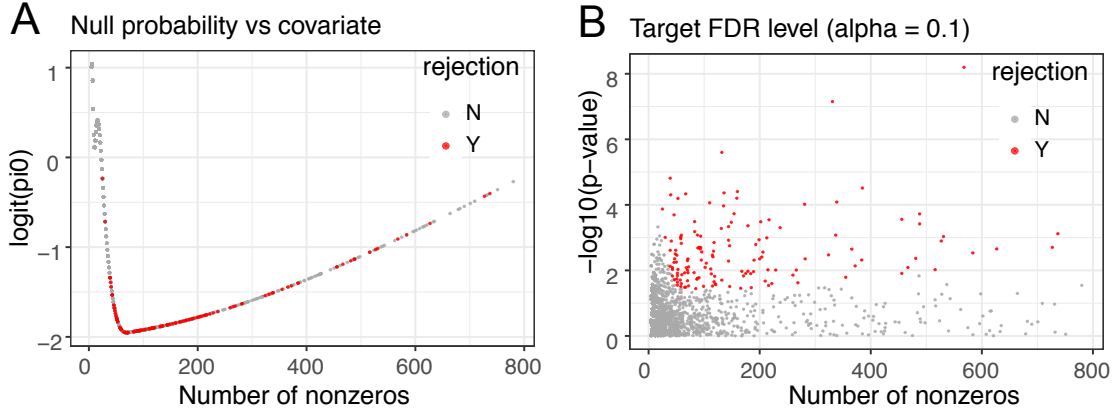 A
Null probability vs covariate
logit(pi0)
1
0
−1
−2
0
200
400
600
800
Number of nonzeros
rejection
N
Y
B
Target FDR level (alpha = 0.1)
−log10(p−value)
8
6
4
2
0
0
200
400
600
800
Number of nonzeros
rejection
N
Y